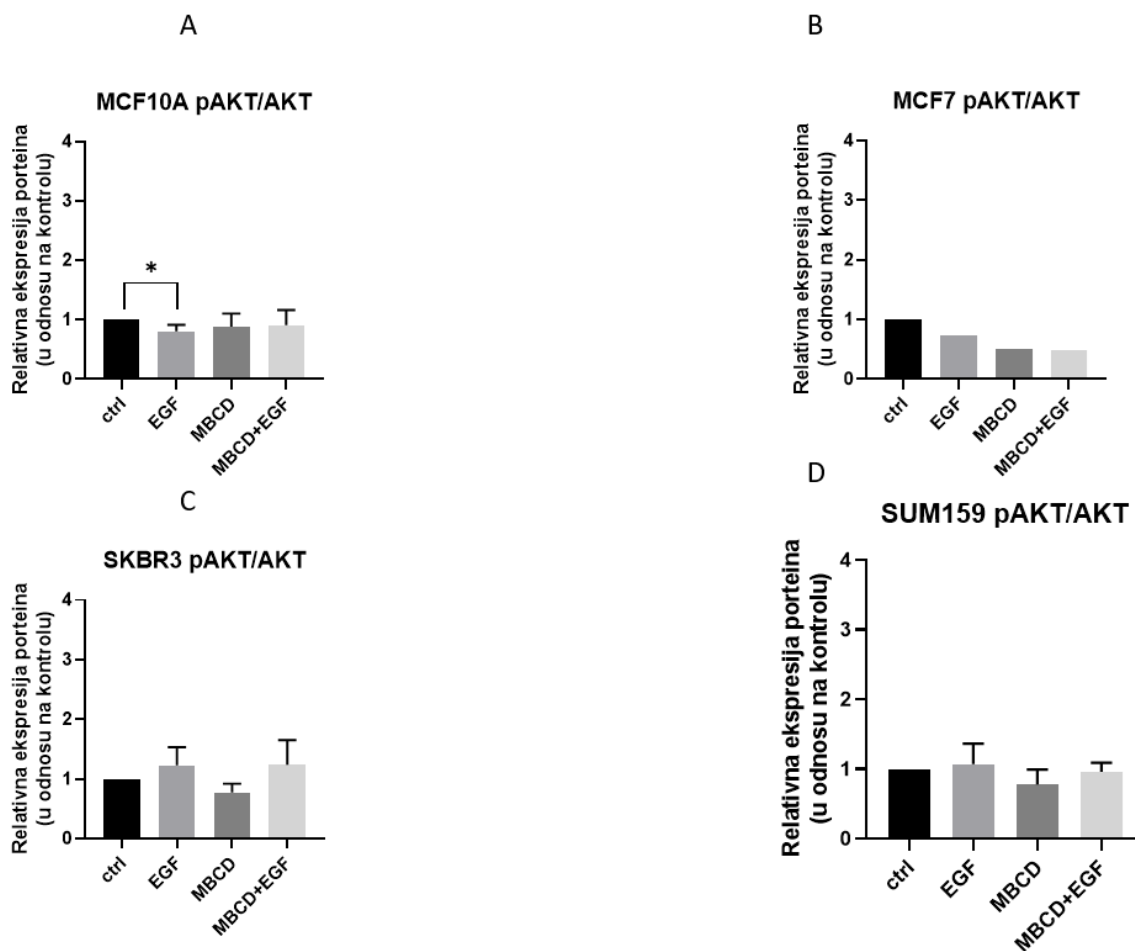 A
MCF10A pAKT/AKT
Relativna ekspresija porteina
(u odnosu na kontrolu)
4
3
2
1
0
*
ctrl
EGF
MBCD
MBCD+EGF
B
MCF7 pAKT/AKT
Relativna ekspresija porteina
(u odnosu na kontrolu)
4
3
2
1
0
ctrl
EGF
MBCD
MBCD+EGF
C
SKBR3 pAKT/AKT
Relativna ekspresija porteina
(u odnosu na kontrolu)
4
3
2
1
0
ctrl
EGF
MBCD
MBCD+EGF
D
SUM159 pAKT/AKT
Relativna ekspresija porteina
(u odnosu na kontrolu)
4
3
2
1
0
ctrl
EGF
MBCD
MBCD+EGF